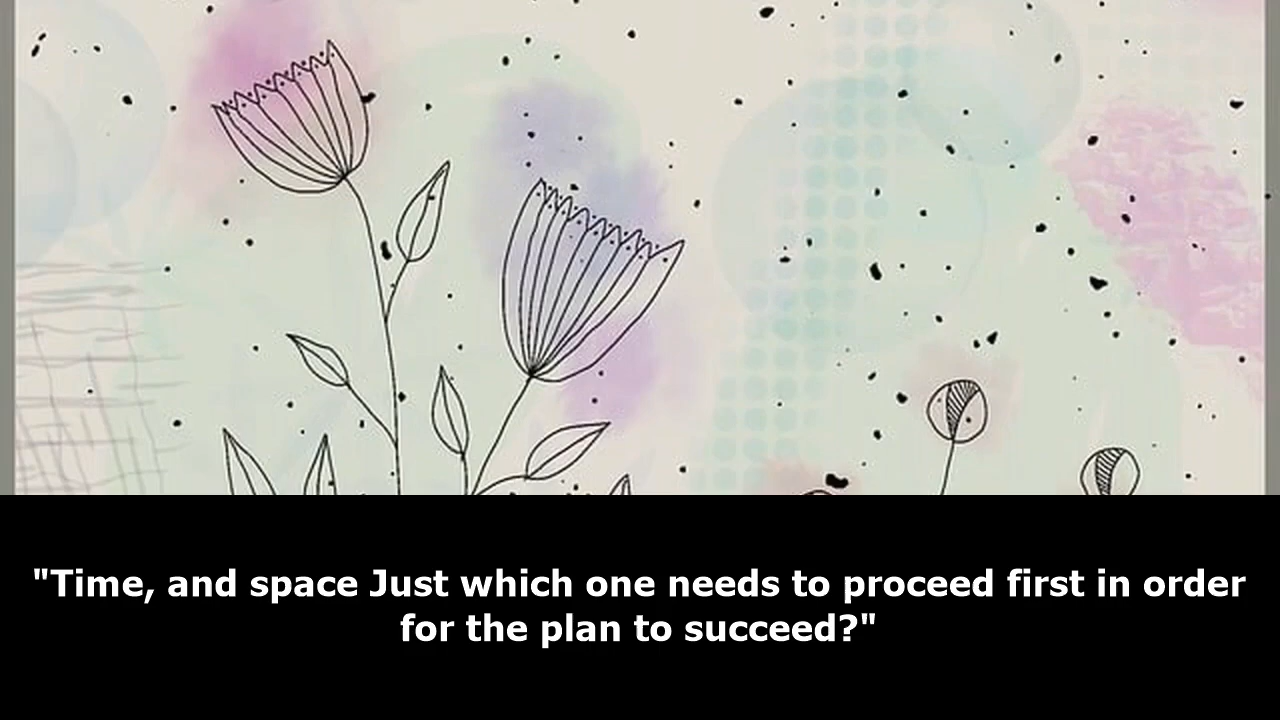 "Time, and space Just which one needs to proceed first in order
for the plan to succeed?"